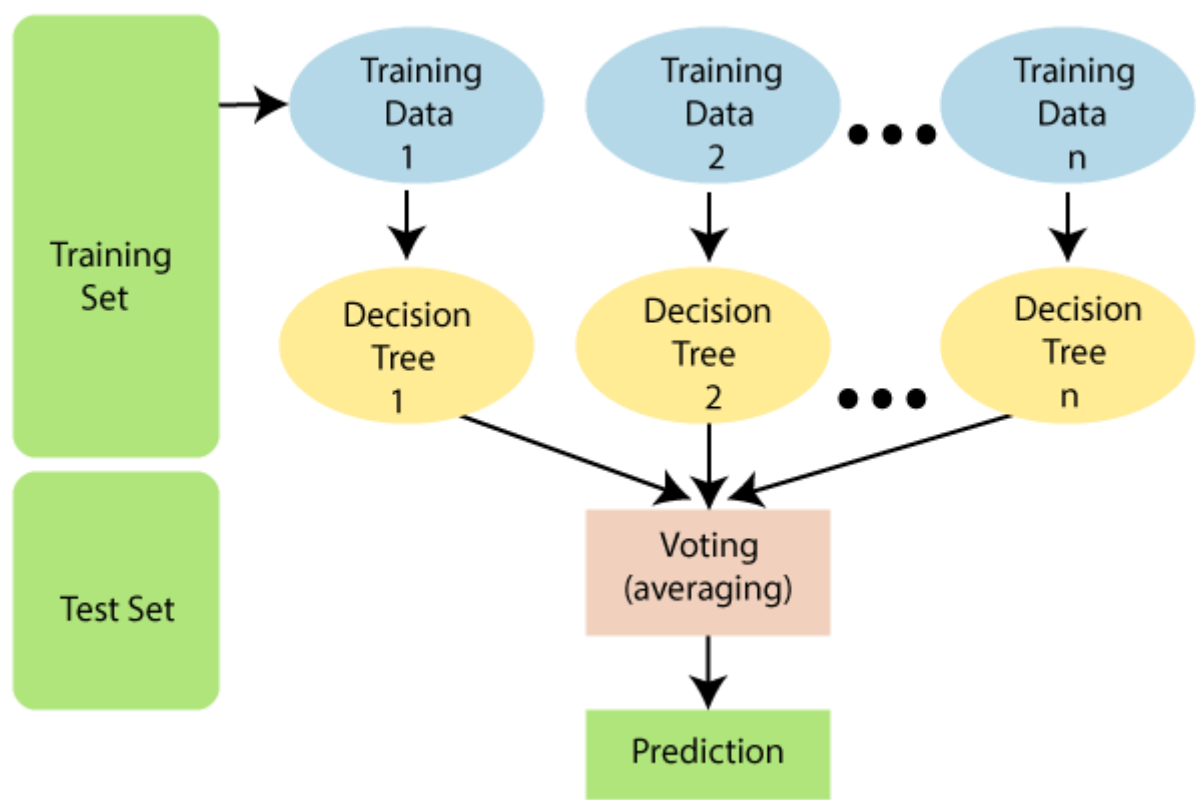 Training
Set
Training
Data
1
Training
Data
2
Training
Data
n
Decision
Tree
1
Decision
Tree
2
Decision
Tree
n
Test Set
Voting
(averaging)
Prediction